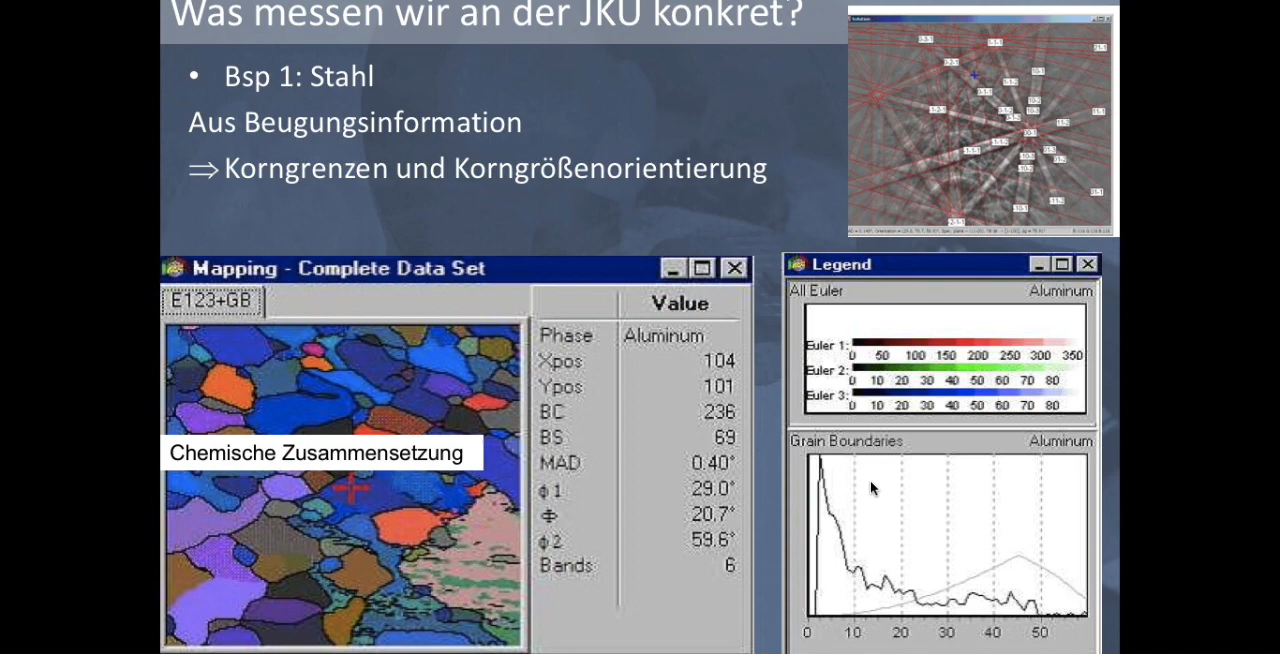 Was messen wir an der JKU konkret?
• Bsp 1: Stahl
Aus Beugungsinformation
⇒ Korngrenzen und Korngrößenorientierung
Mapping - Complete Data Set
E123+GB
Chemische Zusammensetzung
Value
Phase Aluminum
Xpos 104
Ypos 101
BC 236
BS 69
MAD 0.40°
ϕ1 29.0°
Φ 20.7°
ϕ2 59.6°
Bands 6
Legend
All Euler Aluminum
Euler 1:
0 50 100 150 200 250 300 350
Euler 2:
0 10 20 30 40 50 60 70 80
Euler 3:
0 10 20 30 40 50 60 70 80
Grain Boundaries Aluminum
0 10 20 30 40 50